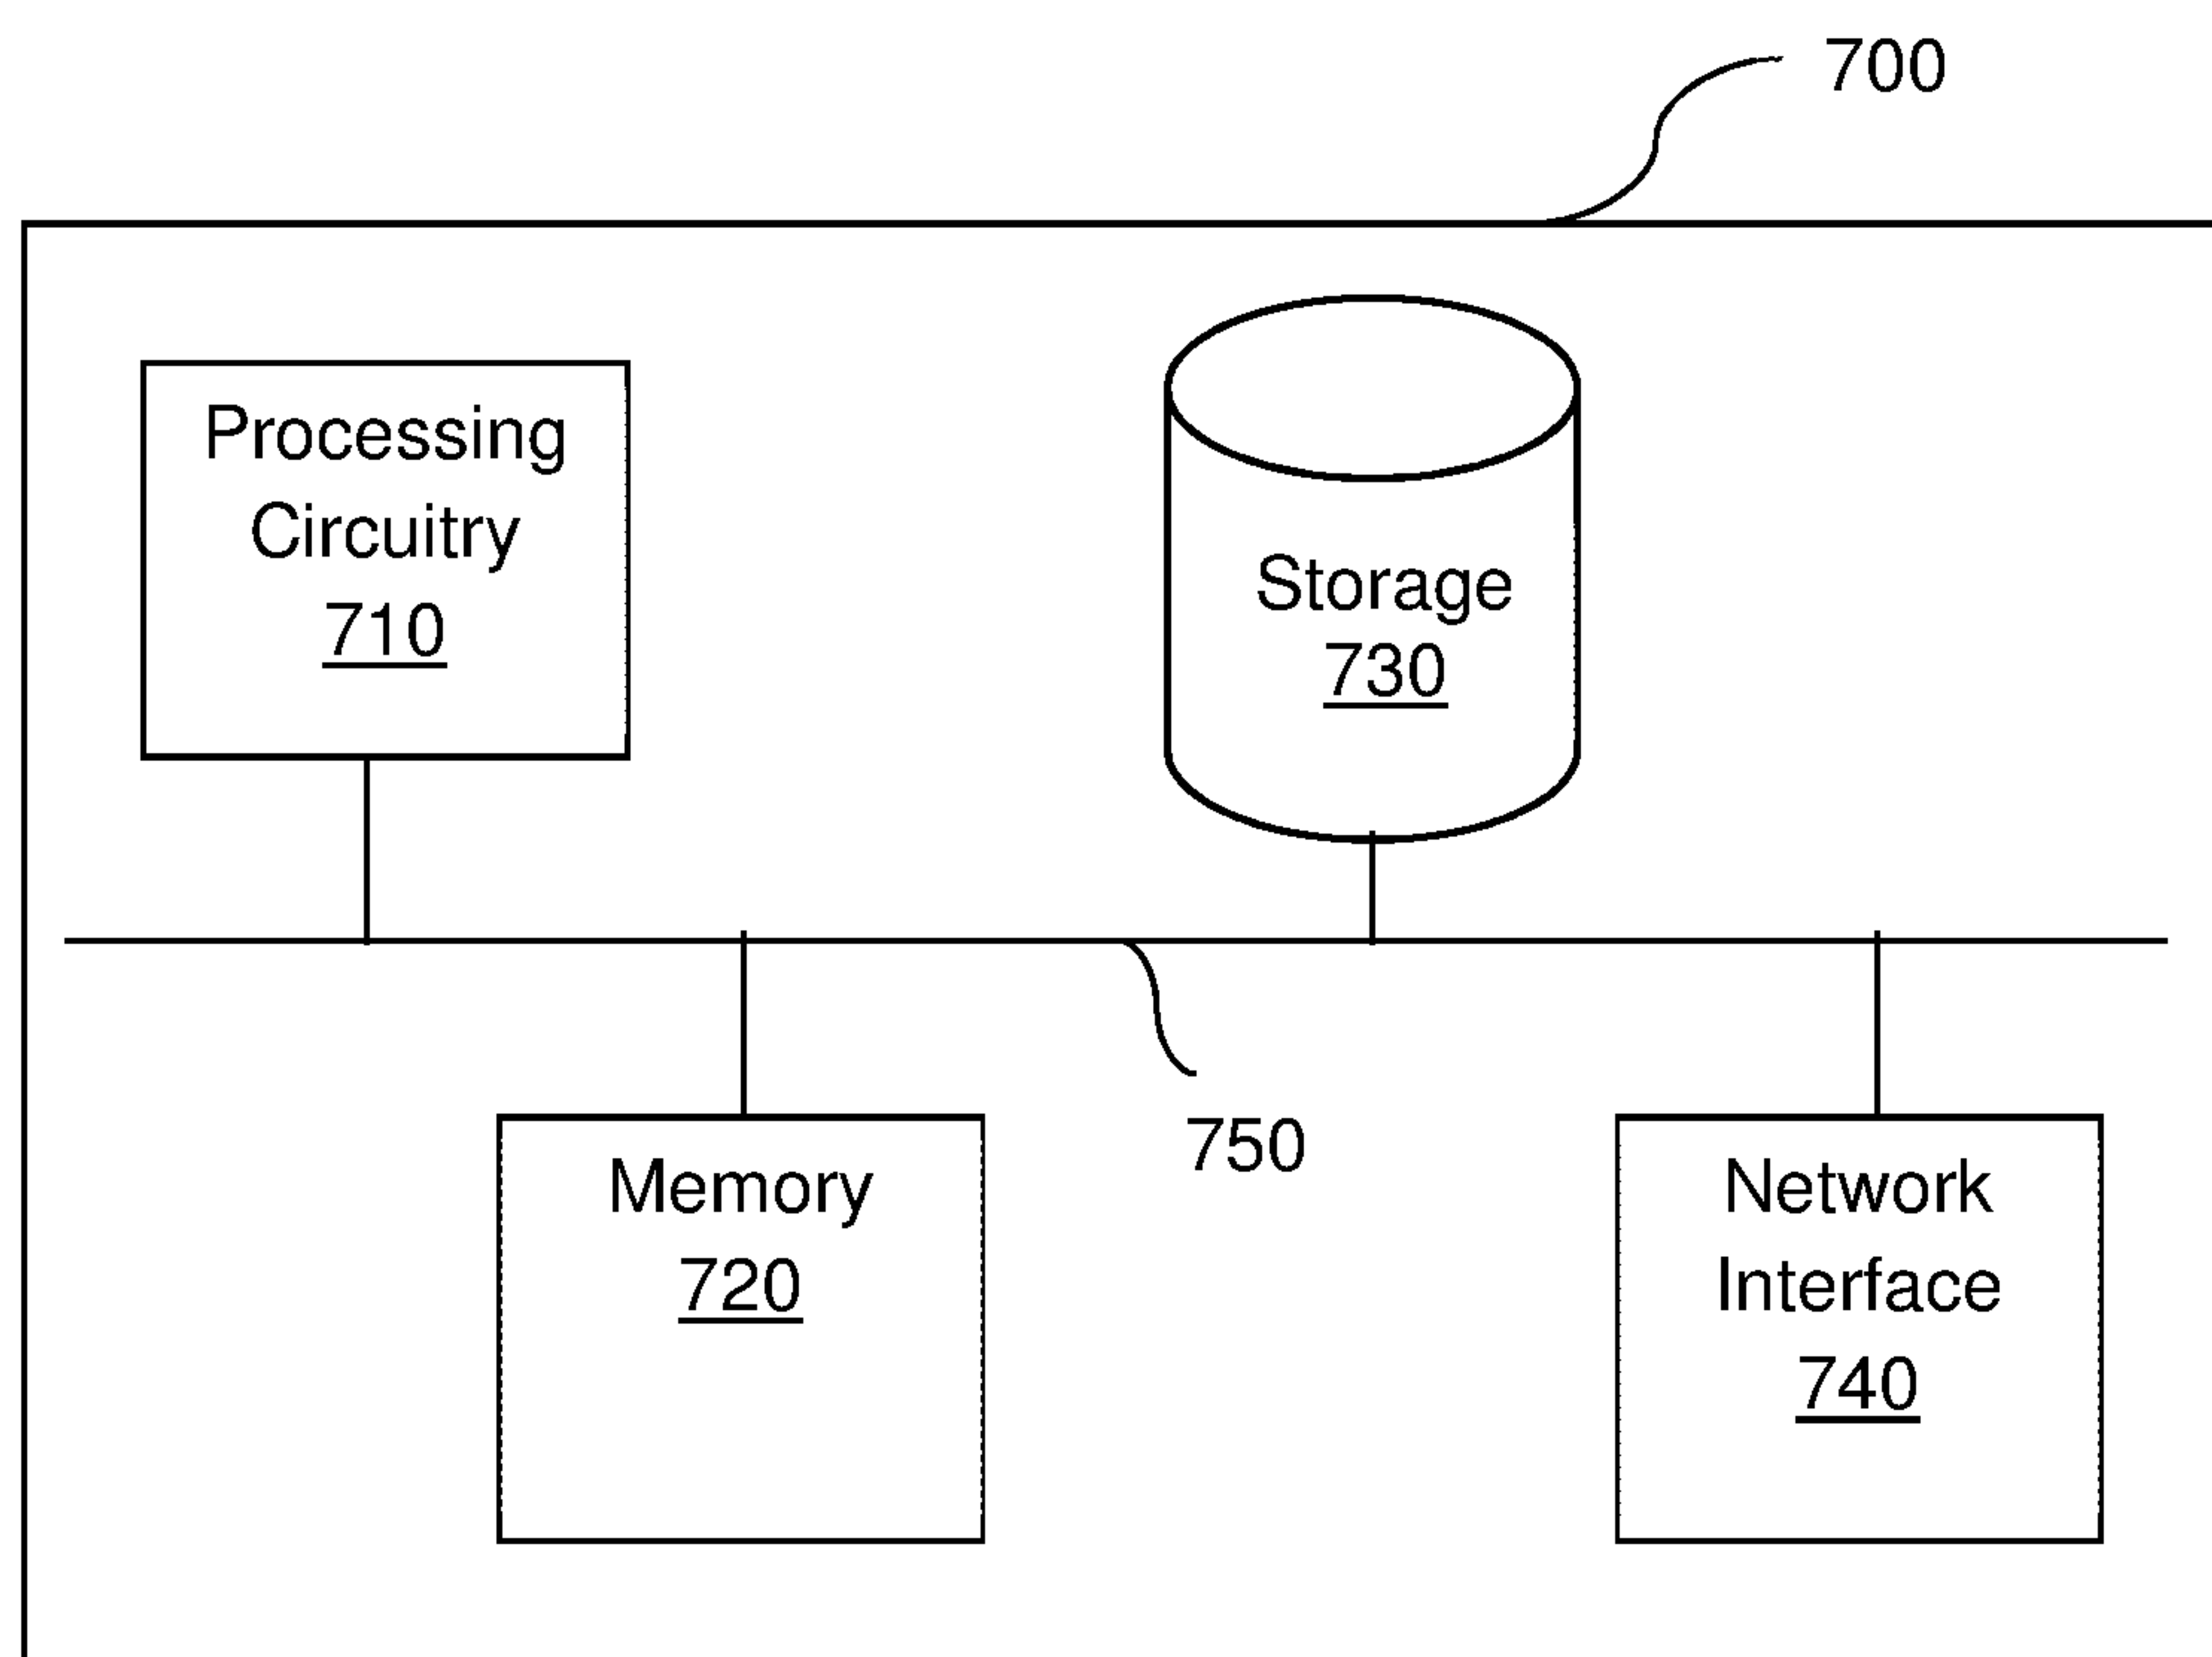 700
Processing
Circuitry
710
Storage
730
750
Memory
720
Network
Interface
740